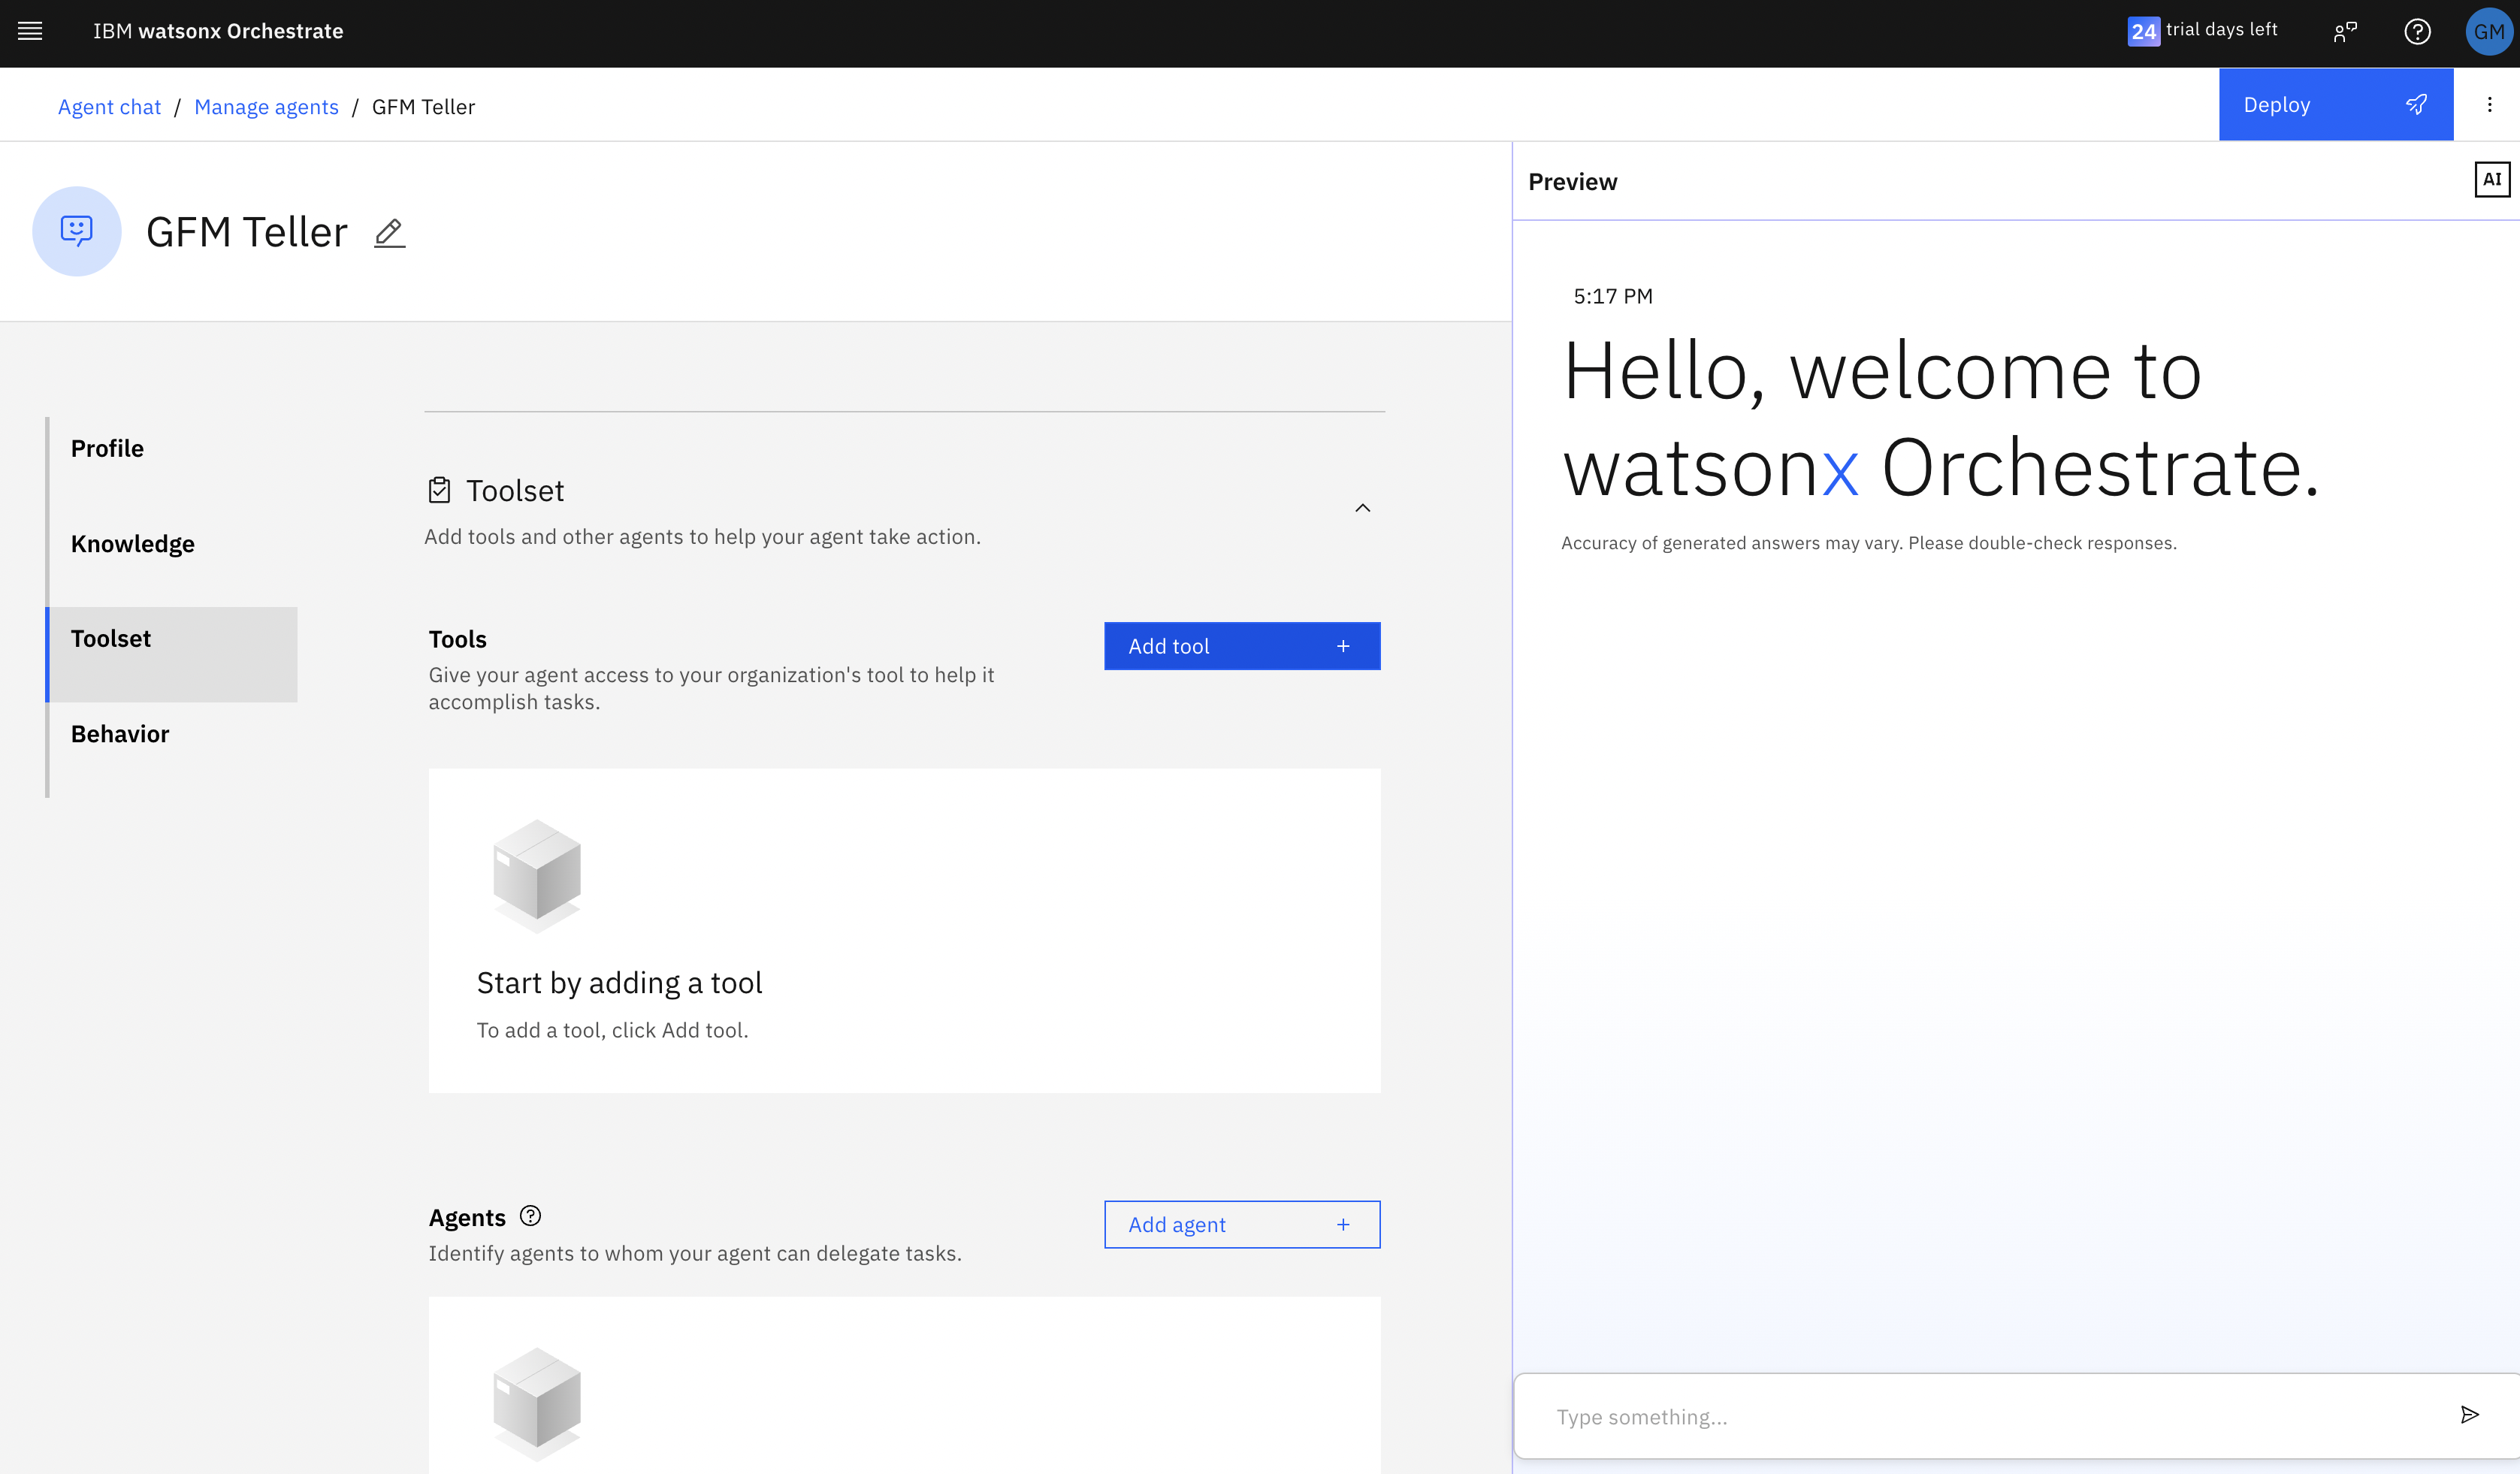 IBM watsonx Orchestrate
24 trial days left
GM
Agent chat / Manage agents / GFM Teller
Deploy
GFM Teller
Profile
Knowledge
Toolset
Behavior
Toolset
Add tools and other agents to help your agent take action.
Tools
Give your agent access to your organization's tool to help it
accomplish tasks.
Add tool
Start by adding a tool
To add a tool, click Add tool.
Agents
Identify agents to whom your agent can delegate tasks.
Add agent
Preview
AI
5:17 PM
Hello, welcome to
watsonx Orchestrate.
Accuracy of generated answers may vary. Please double-check responses.
Type something...